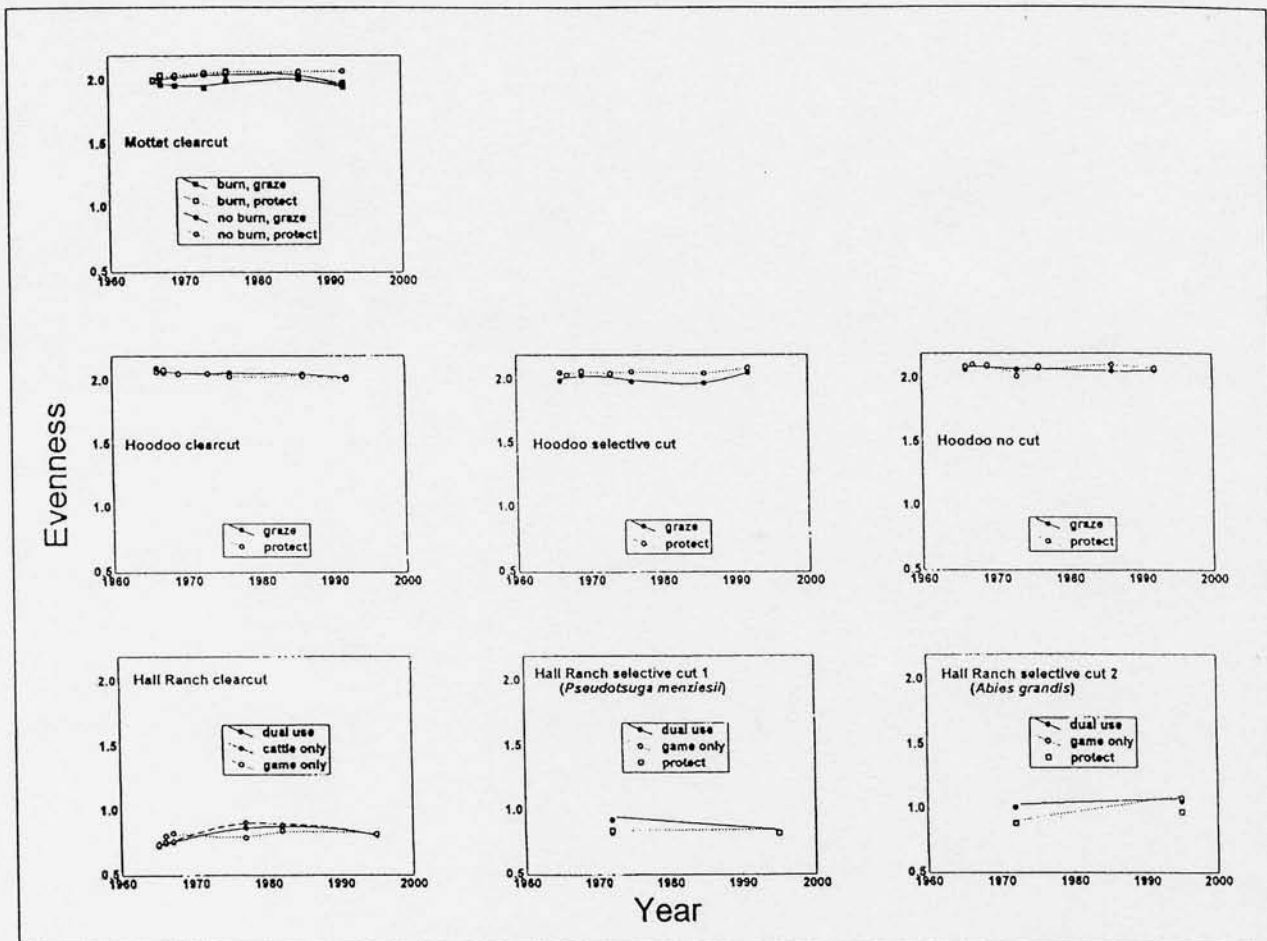 2.0
1.5
1.0
0.5
1960 1970 1980 1990 2000
Mottet clearcut
burn, graze
burn, protect
no burn, graze
no burn, protect
Evenness
2.0
1.5
1.0
0.5
1960 1970 1980 1990 2000
Hoodoo clearcut
graze
protect
2.0
1.5
1.0
0.5
1960 1970 1980 1990 2000
Hoodoo selective cut
graze
protect
2.0
1.5
1.0
0.5
1960 1970 1980 1990 2000
Hoodoo no cut
graze
protect
2.0
1.5
1.0
0.5
1960 1970 1980 1990 2000
Hall Ranch clearcut
dual use
cattle only
game only
2.0
1.5
1.0
0.5
1960 1970 1980 1990 2000
Hall Ranch selective cut 1
(Pseudotsuga menziesii)
dual use
game only
protect
2.0
1.5
1.0
0.5
1960 1970 1980 1990 2000
Hall Ranch selective cut 2
(Abies grandis)
dual use
game only
protect
Year